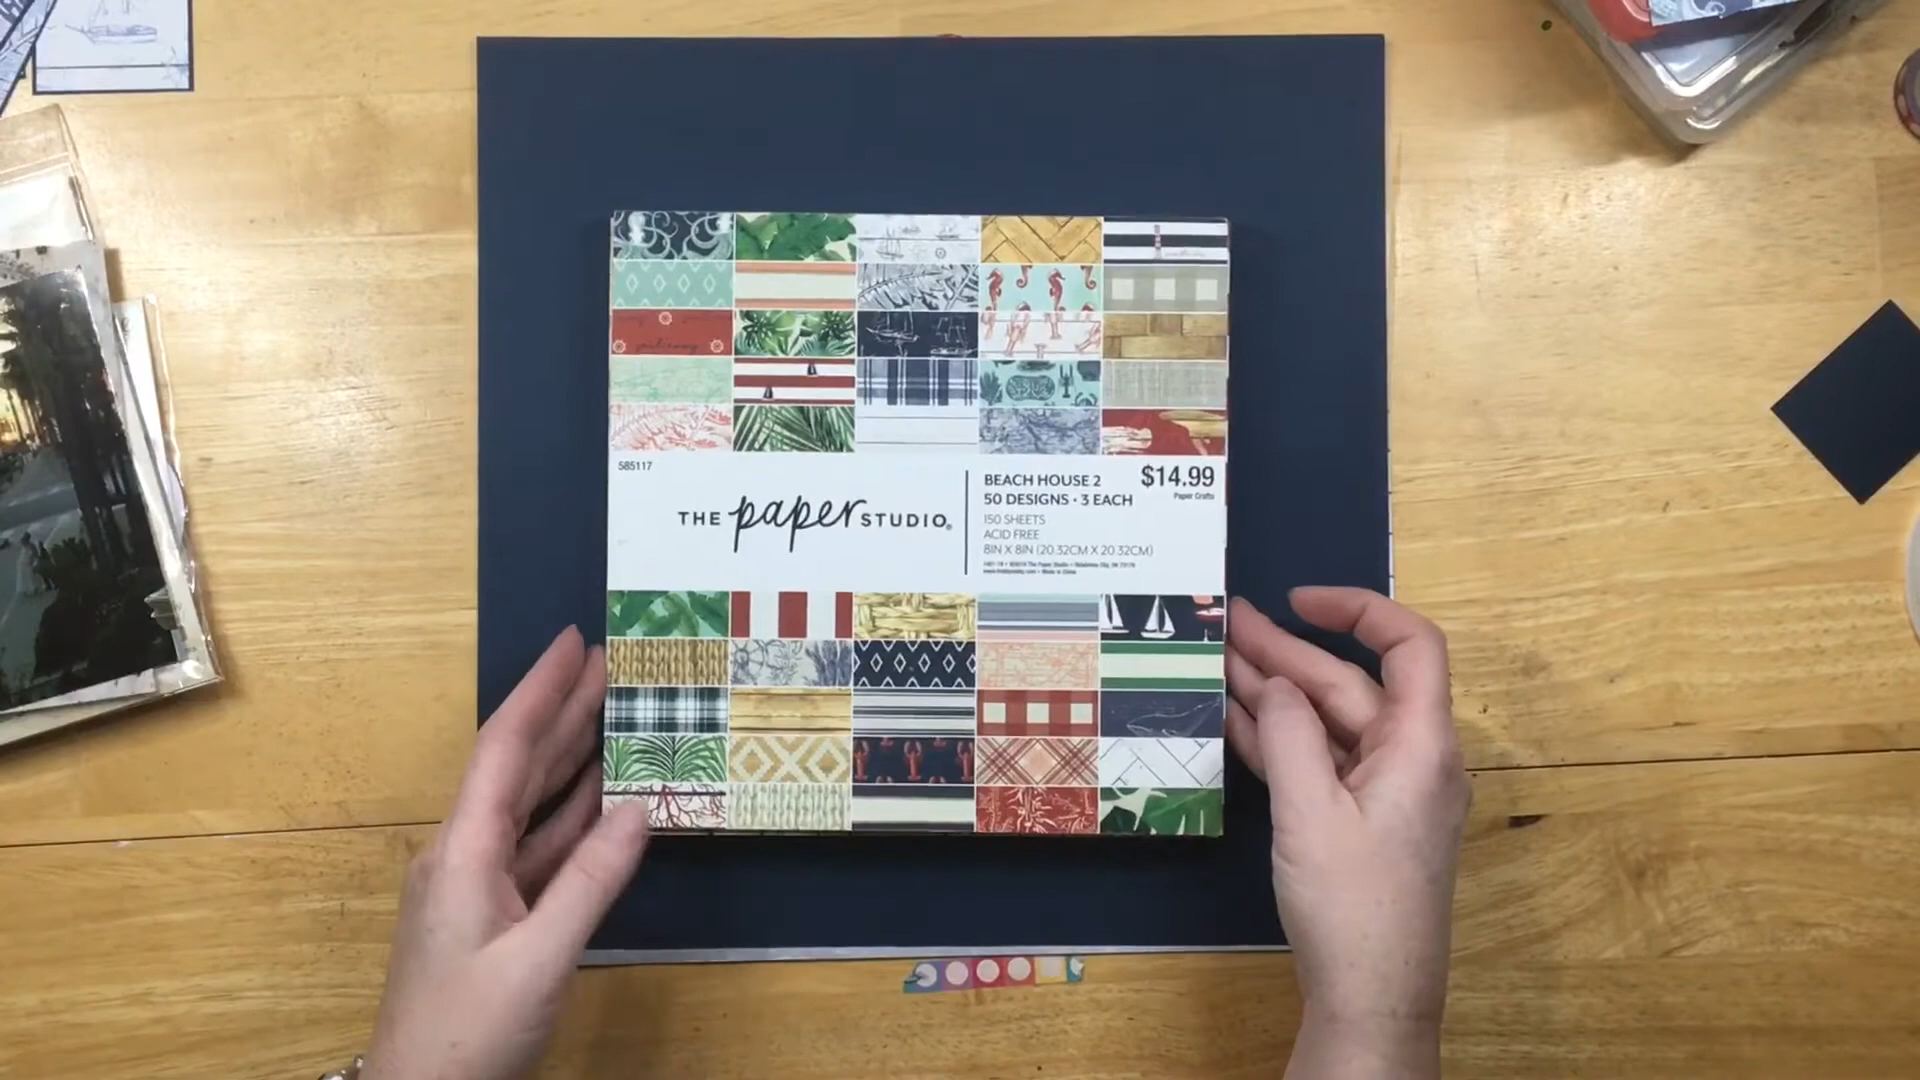 585117
THE paper STUDIO®
BEACH HOUSE 2
50 DESIGNS • 3 EACH
$14.99
Paper Crafts
150 SHEETS
ACID FREE
8IN X 8IN (20.32CM X 20.32CM)